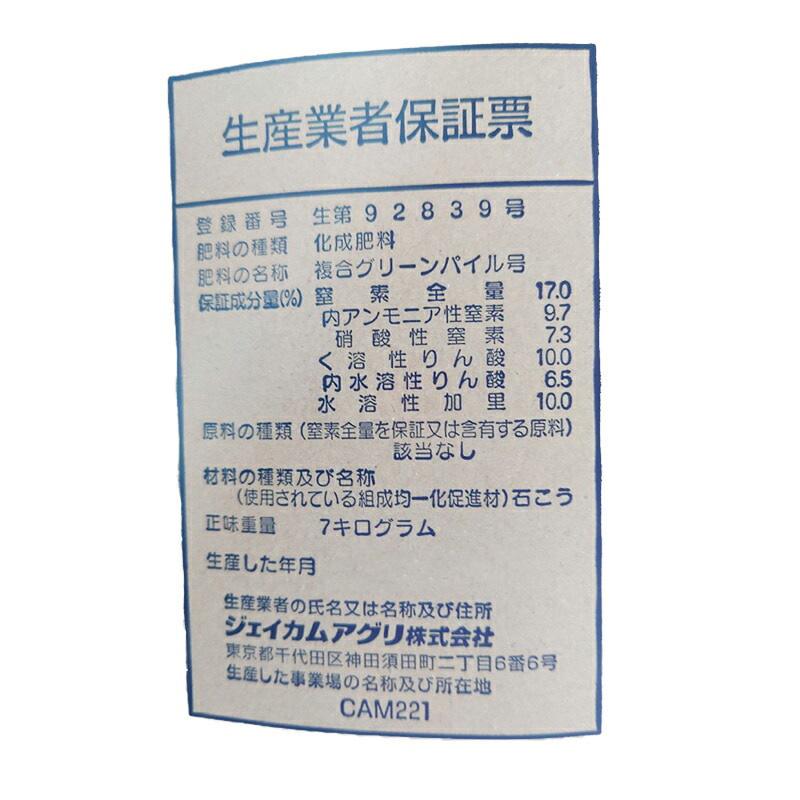 生産業者保証票
登録番号 生第92839号
肥料の種類 化成肥料
肥料の名称 複合グリーンパイル号
保証成分量(%) 窒素全量 17.0
内アンモニア性窒素 9.7
硝酸性窒素 7.3
く溶性りん酸 10.0
内水溶性りん酸 6.5
水溶性加里 10.0
原料の種類(窒素全量を保証又は含有する原料)
該当なし
材料の種類及び名称
(使用されている組成均一化促進材)石こう
正味重量 7キログラム
生産した年月
生産業者の氏名又は名称及び住所
ジェイカムアグリ株式会社
東京都千代田区神田須田町二丁目6番6号
生産した事業場の名称及び所在地
CAM221